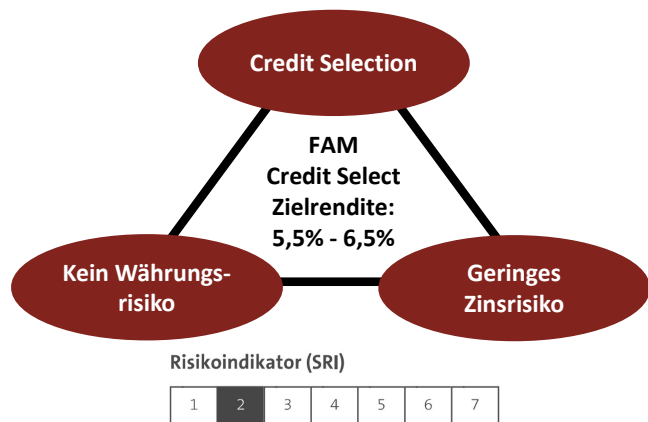 Credit Selection
FAM
Credit Select
Zielrendite:
5,5% - 6,5%
Kein Währungs-
risiko
Geringes
Zinsrisiko
Risikoindikator (SRI)
1 2 3 4 5 6 7